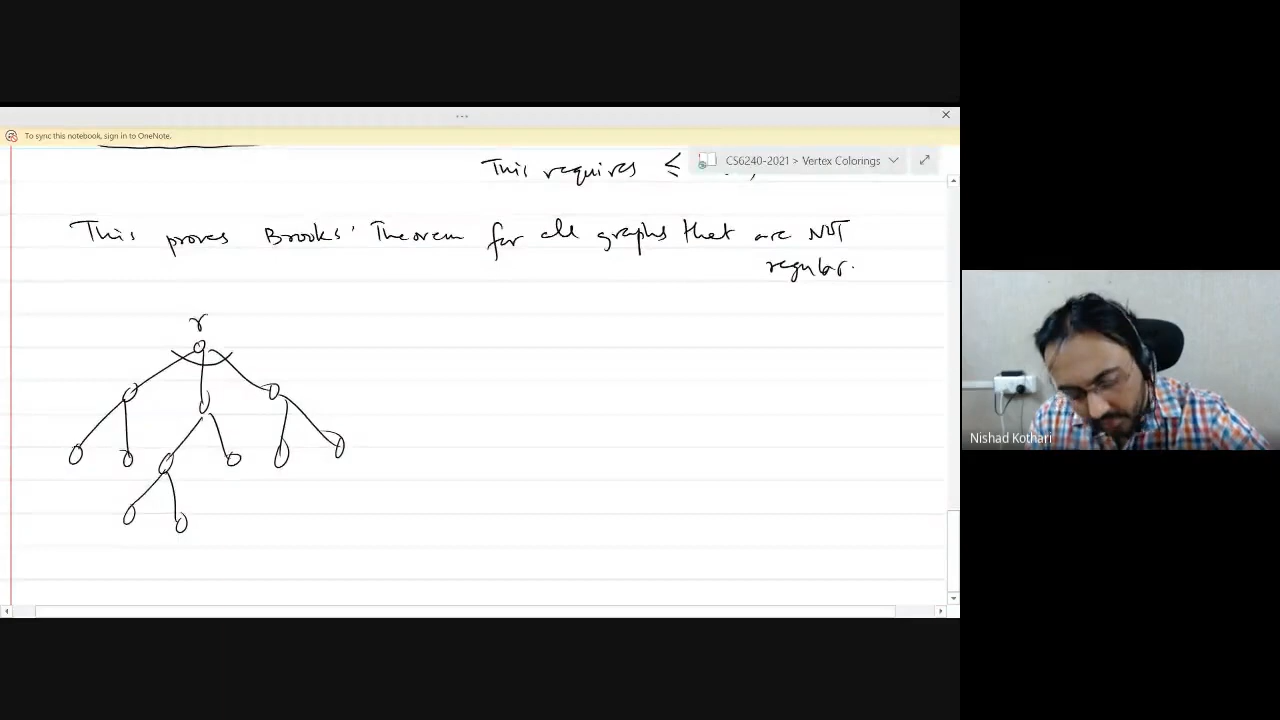 To sync this notebook, sign in to OneNote.
CS6240-2021 > Vertex Colorings
This requires ≤
This proves Brooks' Theorem for all graphs that are NOT
regular.
r
Nishad Kothari